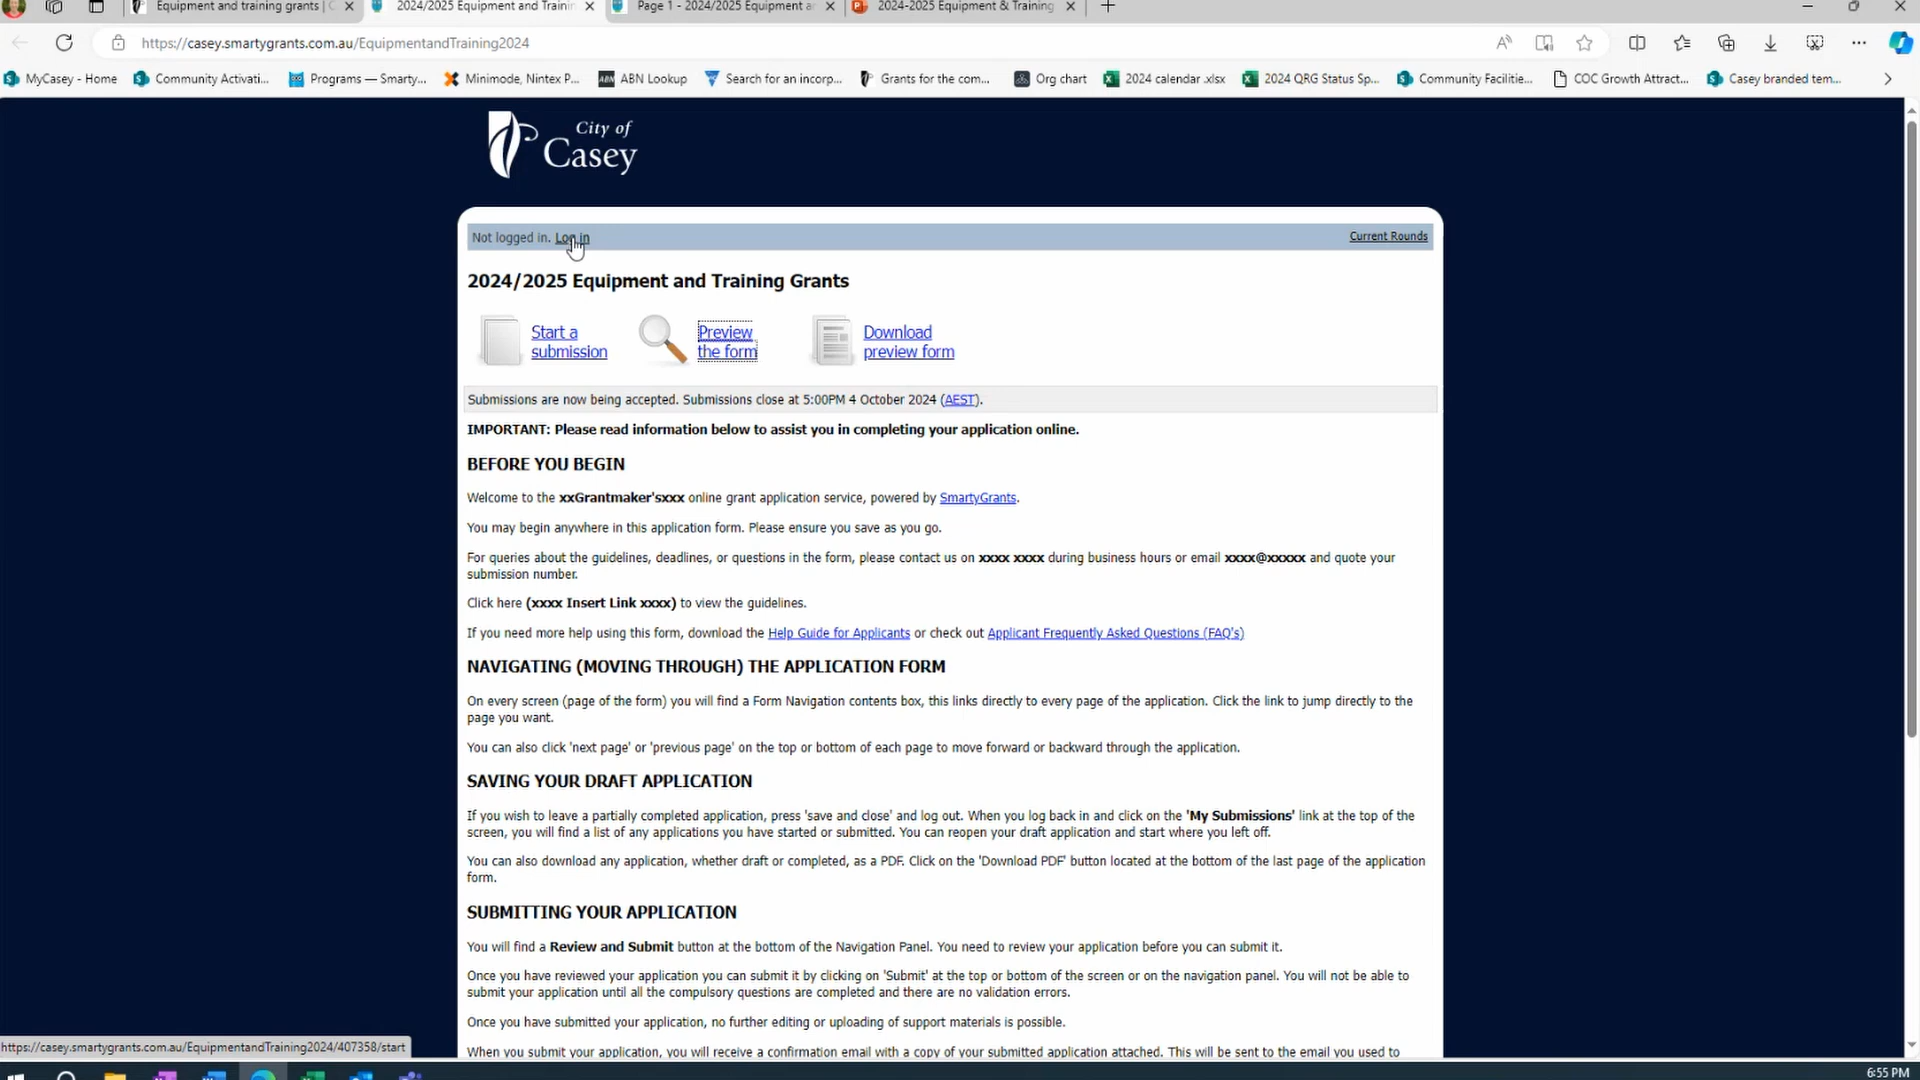 Equipment and training grants | C
2024/2025 Equipment and Trainin
Page 1 - 2024/2025 Equipment ar
2024-2025 Equipment & Training
https://casey.smartygrants.com.au/EquipmentandTraining2024
MyCasey - Home
Community Activati...
Programs — Smarty...
Minimode, Nintex P...
ABN Lookup
Search for an incorp...
Grants for the com...
Org chart
2024 calendar .xlsx
2024 QRG Status Sp...
Community Facilitie...
COC Growth Attract...
Casey branded tem...
City of
Casey
Not logged in. Log in
Current Rounds
2024/2025 Equipment and Training Grants
Start a
submission
Preview
the form
Download
preview form
Submissions are now being accepted. Submissions close at 5:00PM 4 October 2024 (AEST).
IMPORTANT: Please read information below to assist you in completing your application online.
BEFORE YOU BEGIN
Welcome to the xxGrantmaker'sxxx online grant application service, powered by SmartyGrants.
You may begin anywhere in this application form. Please ensure you save as you go.
For queries about the guidelines, deadlines, or questions in the form, please contact us on xxxx xxxx during business hours or email xxxx@xxxxx and quote your
submission number.
Click here (xxxx Insert Link xxxx) to view the guidelines.
If you need more help using this form, download the Help Guide for Applicants or check out Applicant Frequently Asked Questions (FAQ's)
NAVIGATING (MOVING THROUGH) THE APPLICATION FORM
On every screen (page of the form) you will find a Form Navigation contents box, this links directly to every page of the application. Click the link to jump directly to the
page you want.
You can also click 'next page' or 'previous page' on the top or bottom of each page to move forward or backward through the application.
SAVING YOUR DRAFT APPLICATION
If you wish to leave a partially completed application, press 'save and close' and log out. When you log back in and click on the 'My Submissions' link at the top of the
screen, you will find a list of any applications you have started or submitted. You can reopen your draft application and start where you left off.
You can also download any application, whether draft or completed, as a PDF. Click on the 'Download PDF' button located at the bottom of the last page of the application
form.
SUBMITTING YOUR APPLICATION
You will find a Review and Submit button at the bottom of the Navigation Panel. You need to review your application before you can submit it.
Once you have reviewed your application you can submit it by clicking on 'Submit' at the top or bottom of the screen or on the navigation panel. You will not be able to
submit your application until all the compulsory questions are completed and there are no validation errors.
Once you have submitted your application, no further editing or uploading of support materials is possible.
When you submit your application, you will receive a confirmation email with a copy of your submitted application attached. This will be sent to the email you used to
https://casey.smartygrants.com.au/EquipmentandTraining2024/407358/start
6:55 PM